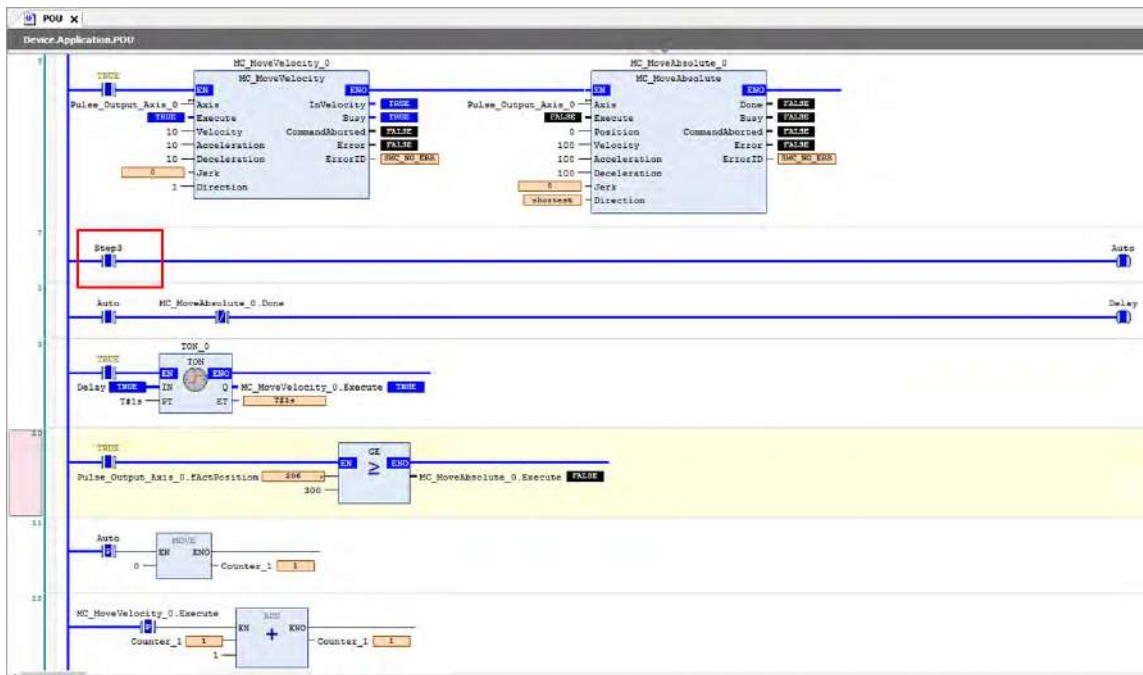 POU X
Device.Application.POU
MC_MoveVelocity_0 MC_MoveAbsolute_0
TRUE MC_MoveVelocity MC_MoveAbsolute
EN ENO EN ENO
Pulse_Output_Axis_0 Axis InVelocity TRUE Pulse_Output_Axis_0 Axis Done FALSE
TRUE Execute Busy TRUE FALSE Execute Busy FALSE
10 Velocity CommandAborted FALSE 0 Position CommandAborted FALSE
10 Acceleration Error FALSE 100 Velocity Error FALSE
10 Deceleration ErrorID SMC_NO_ERR 100 Acceleration ErrorID SMC_NO_ERR
0 Jerk 100 Deceleration
1 Direction 0 Jerk
shortest Direction
7
Step3 Auto
Auto MC_MoveAbsolute_0.Done Delay
TON_0
TRUE TON
EN ENO
Delay TRUE IN Q MC_MoveVelocity_0.Execute TRUE
T#1s PT ET T#1s
10
TRUE GE
EN ≥ ENO
Pulse_Output_Axis_0.fActPosition 206 MC_MoveAbsolute_0.Execute FALSE
300
11
Auto MOVE
P EN ENO
0 Counter_1 1
12
MC_MoveVelocity_0.Execute ADD
P EN + ENO
Counter_1 1 Counter_1 1
1